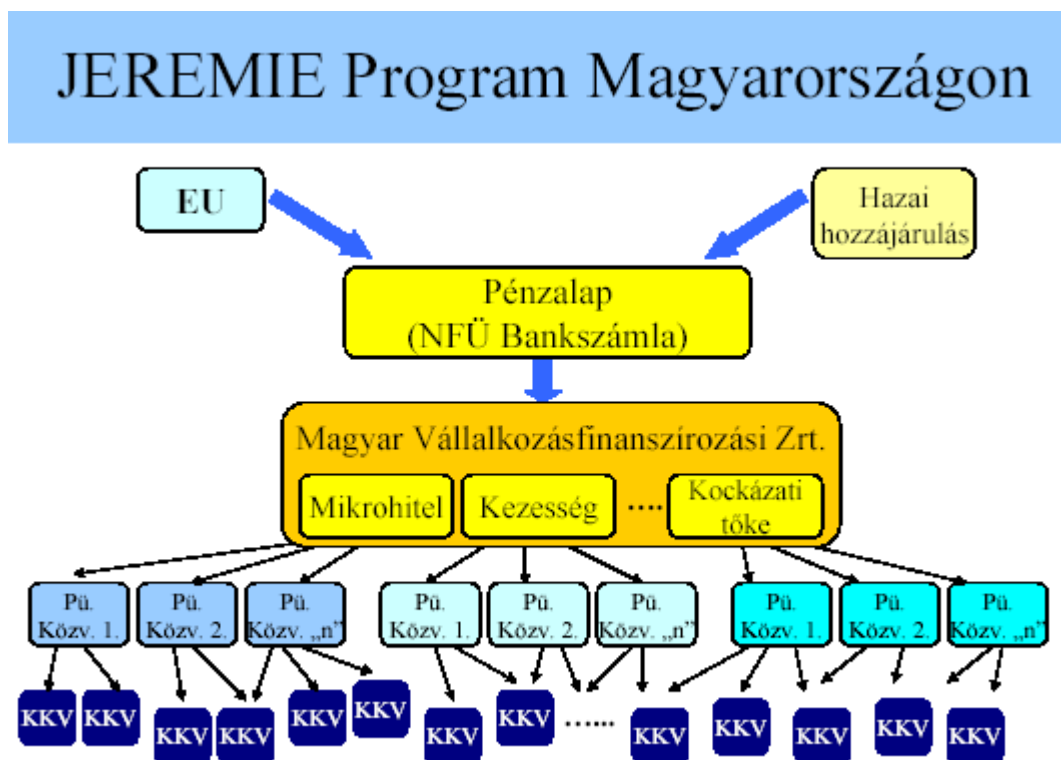 JEREMIE Program Magyarországon
EU
Hazai
hozzájárulás
Pénzalap
(NFÜ Bankszámla)
Magyar Vállalkozásfinanszírozási Zrt.
Mikrohitel
Kezesség
....
Kockázati
tőke
Pü.
Közv. 1.
Pü.
Közv. 2.
Pü.
Közv. „n”
Pü.
Közv. 1.
Pü.
Közv. 2.
Pü.
Közv. „n”
Pü.
Közv. 1.
Pü.
Közv. 2.
Pü.
Közv. „n”
KKV
KKV
KKV
KKV
KKV
KKV
KKV
KKV
......
KKV
KKV
KKV
KKV
KKV